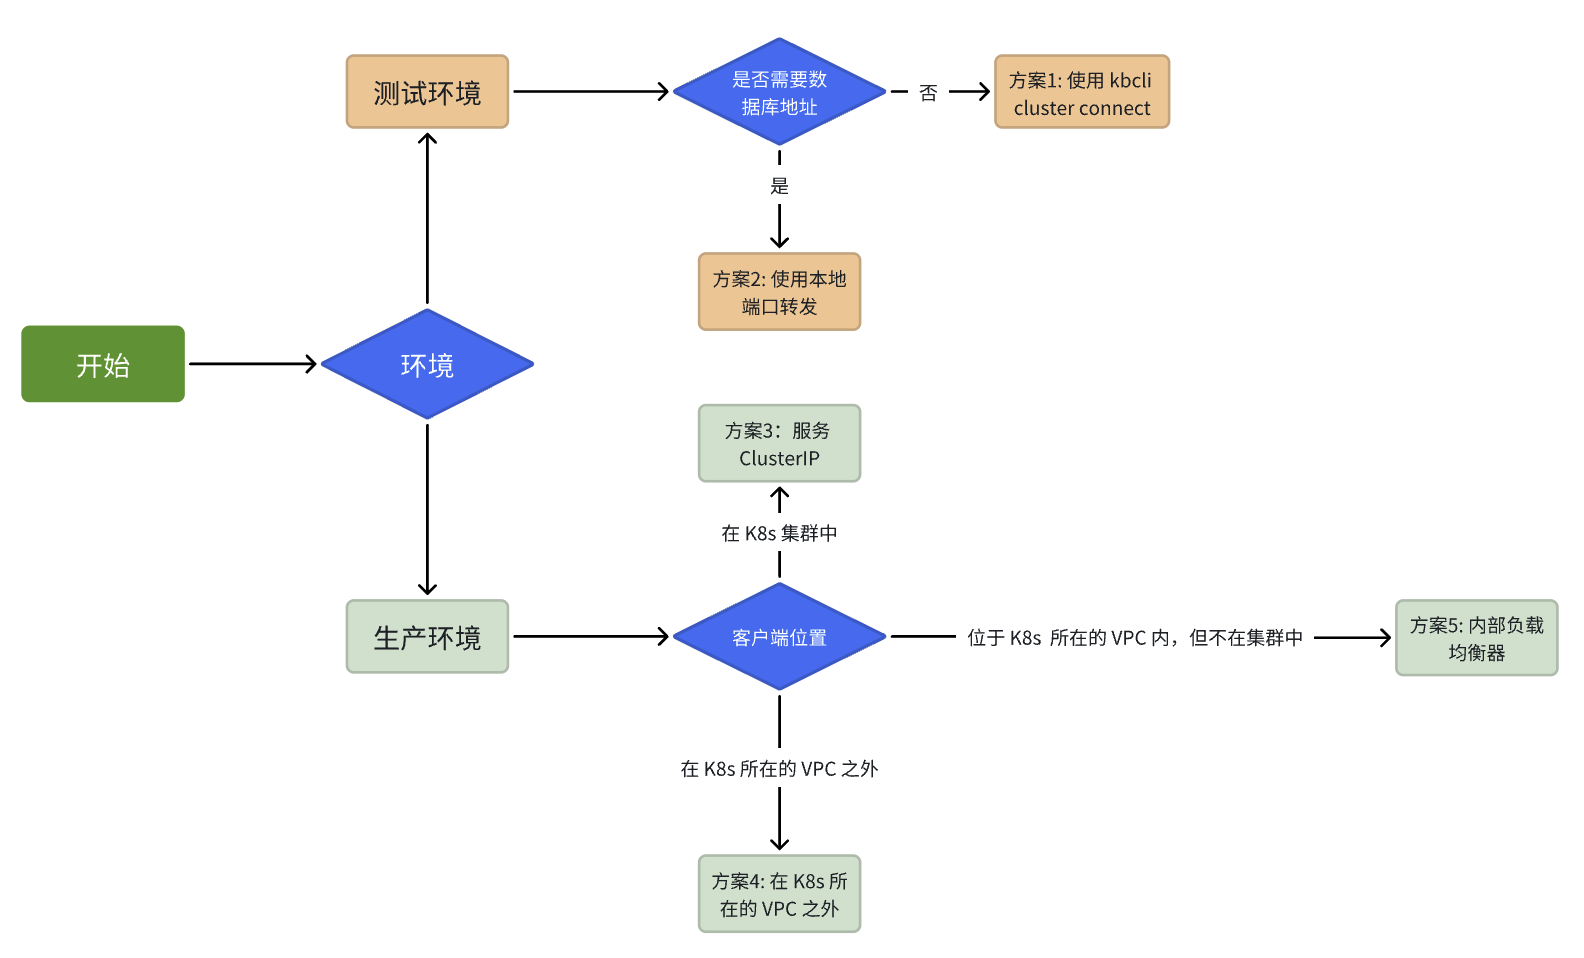 测试环境
是否需要数
据库地址
否
方案1: 使用 kbcli
cluster connect
是
方案2: 使用本地
端口转发
开始
环境
方案3：服务
ClusterIP
在 K8s 集群中
生产环境
客户端位置
位于 K8s 所在的 VPC 内，但不在集群中
方案5: 内部负载
均衡器
在 K8s 所在的 VPC 之外
方案4: 在 K8s 所
在的 VPC 之外